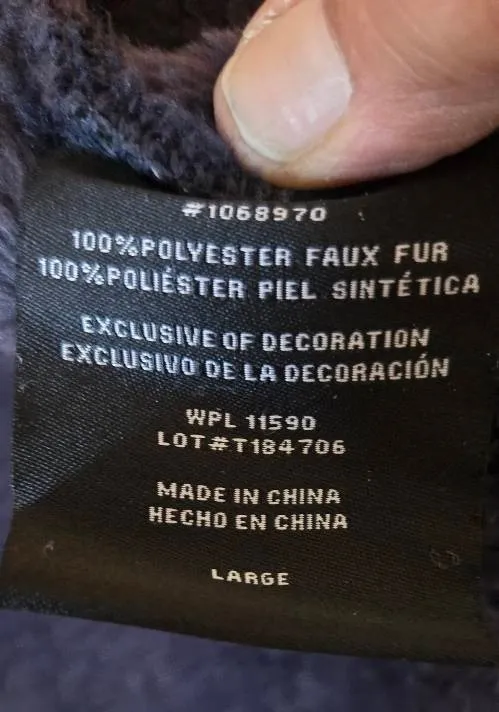 #1068970
100%POLYESTER FAUX FUR
100%POLIÉSTER PIEL SINTÉTICA
EXCLUSIVE OF DECORATION
EXCLUSIVO DE LA DECORACIÓN
WPL 11590
LOT#T184706
MADE IN CHINA
HECHO EN CHINA
LARGE